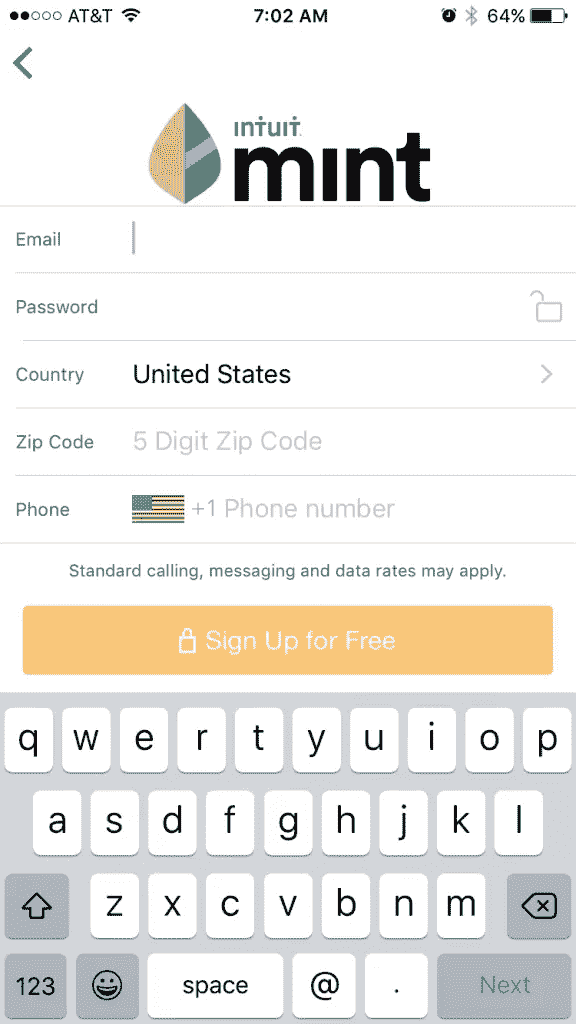 AT&T 7:02 AM 64%
intuit
mint
Email
Password
Country United States
Zip Code 5 Digit Zip Code
Phone +1 Phone number
Standard calling, messaging and data rates may apply.
Sign Up for Free
q w e r t y u i o p
a s d f g h j k l
z x c v b n m
123 space @ . Next